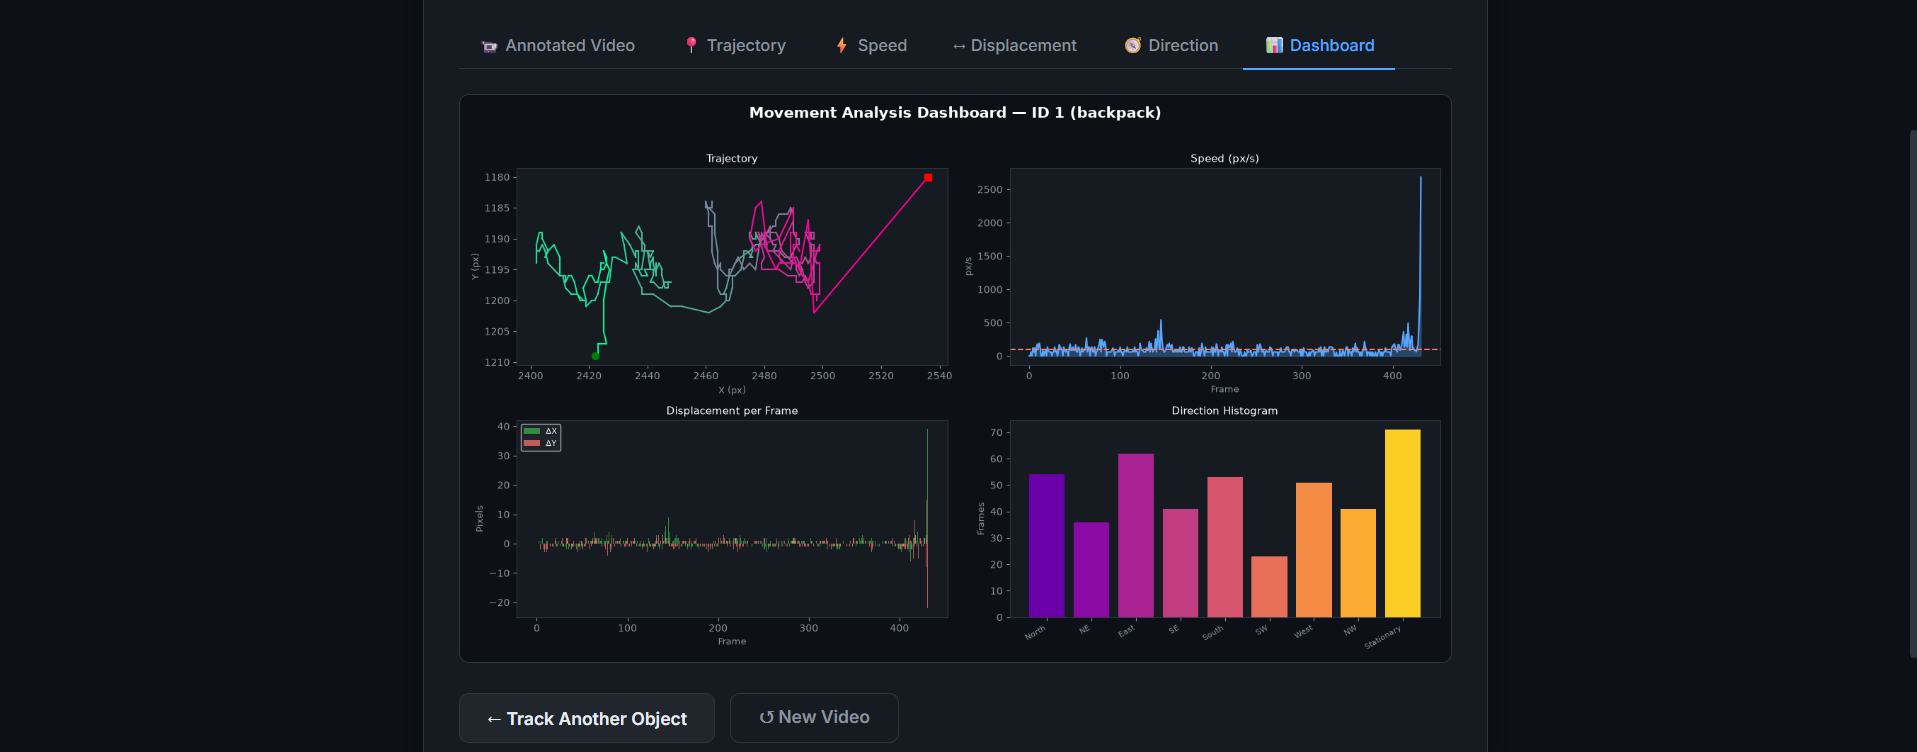 Annotated Video Trajectory Speed ↔ Displacement Direction Dashboard
Movement Analysis Dashboard — ID 1 (backpack)
Trajectory
1180
1185
1190
1195
1200
1205
1210
Y (px)
2400 2420 2440 2460 2480 2500 2520 2540
X (px)
Speed (px/s)
2500
2000
1500
1000
500
0
px/s
0 100 200 300 400
Frame
Displacement per Frame
ΔX
ΔY
40
30
20
10
0
−10
−20
Pixels
0 100 200 300 400
Frame
Direction Histogram
70
60
50
40
30
20
10
0
Frames
North NE East SE South SW West NW Stationary
← Track Another Object
↺ New Video